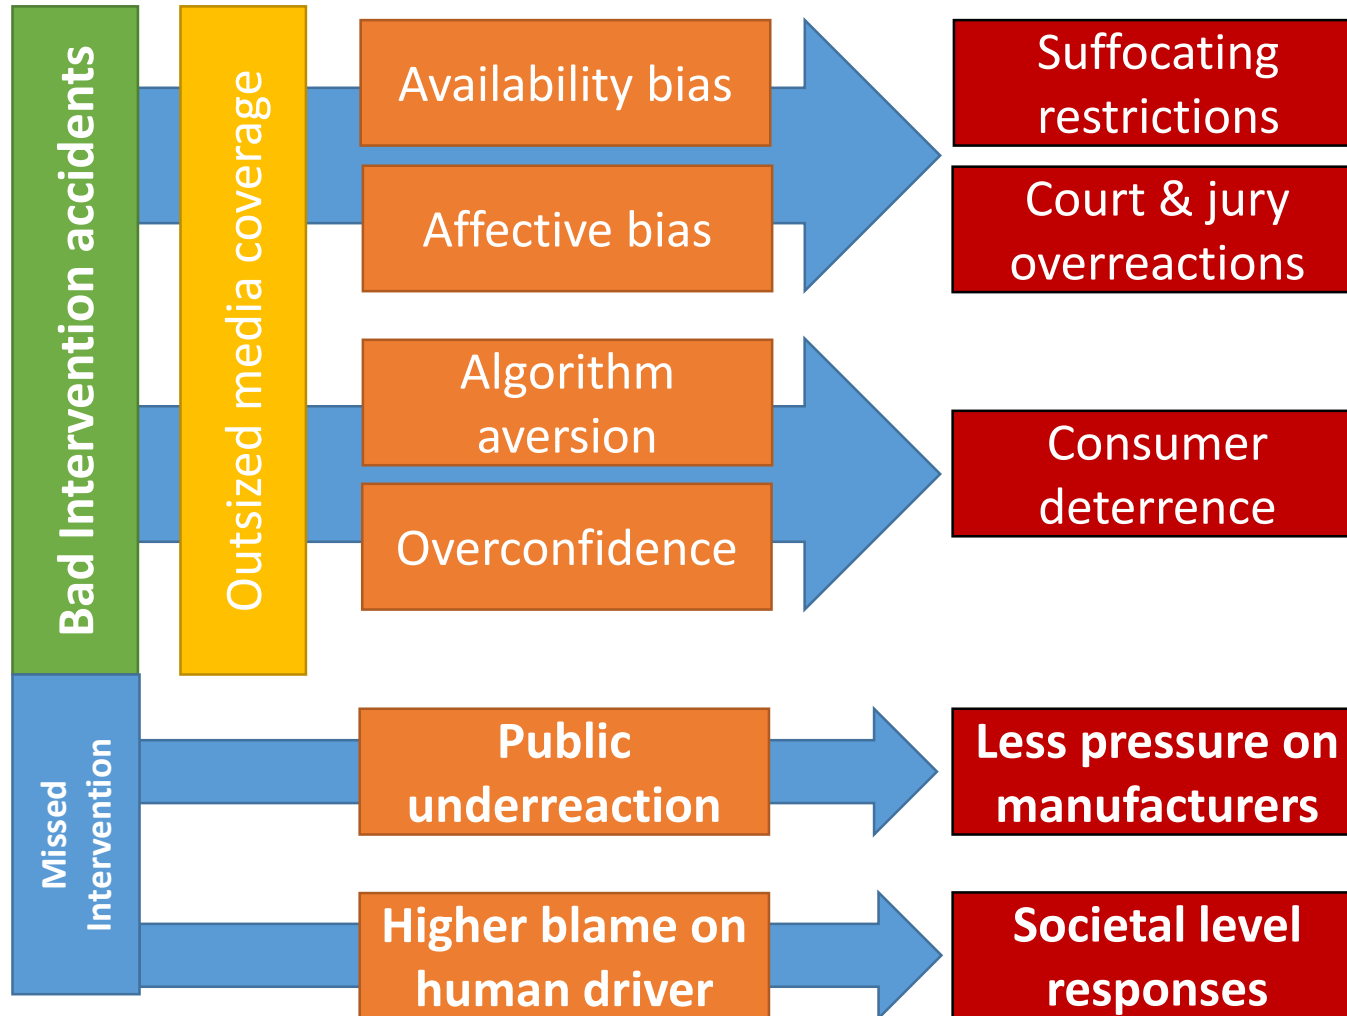 Bad Intervention accidents
Outsized media coverage
Availability bias
Affective bias
Suffocating
restrictions
Court & jury
overreactions
Algorithm
aversion
Overconfidence
Consumer
deterrence
Missed
Intervention
Public
underreaction
Less pressure on
manufacturers
Higher blame on
human driver
Societal level
responses